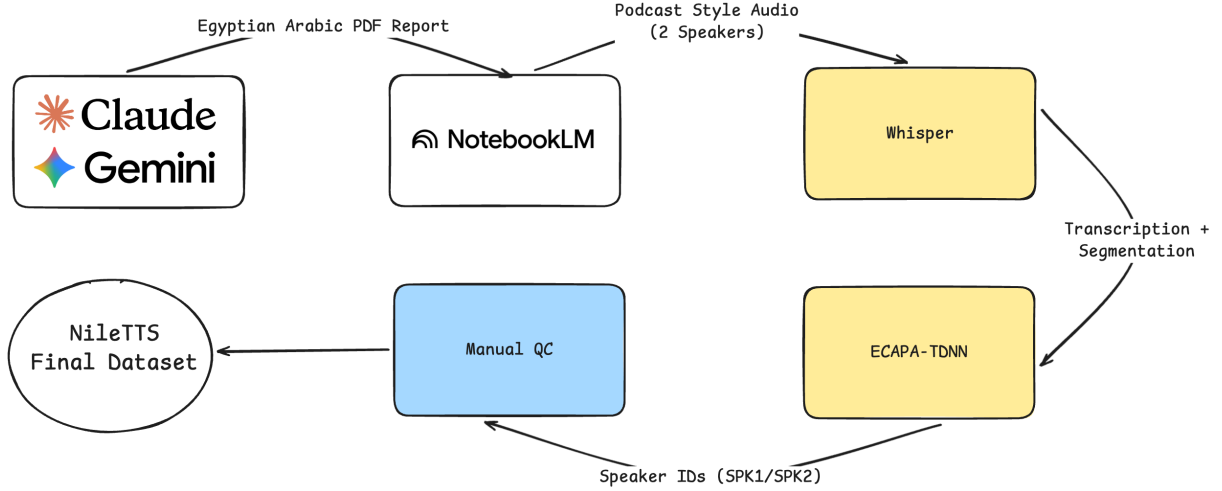 Egyptian Arabic PDF Report
Podcast Style Audio
(2 Speakers)
Claude
Gemini
NotebookLM
Whisper
Transcription +
Segmentation
NileTTS
Final Dataset
Manual QC
ECAPA-TDNN
Speaker IDs (SPK1/SPK2)